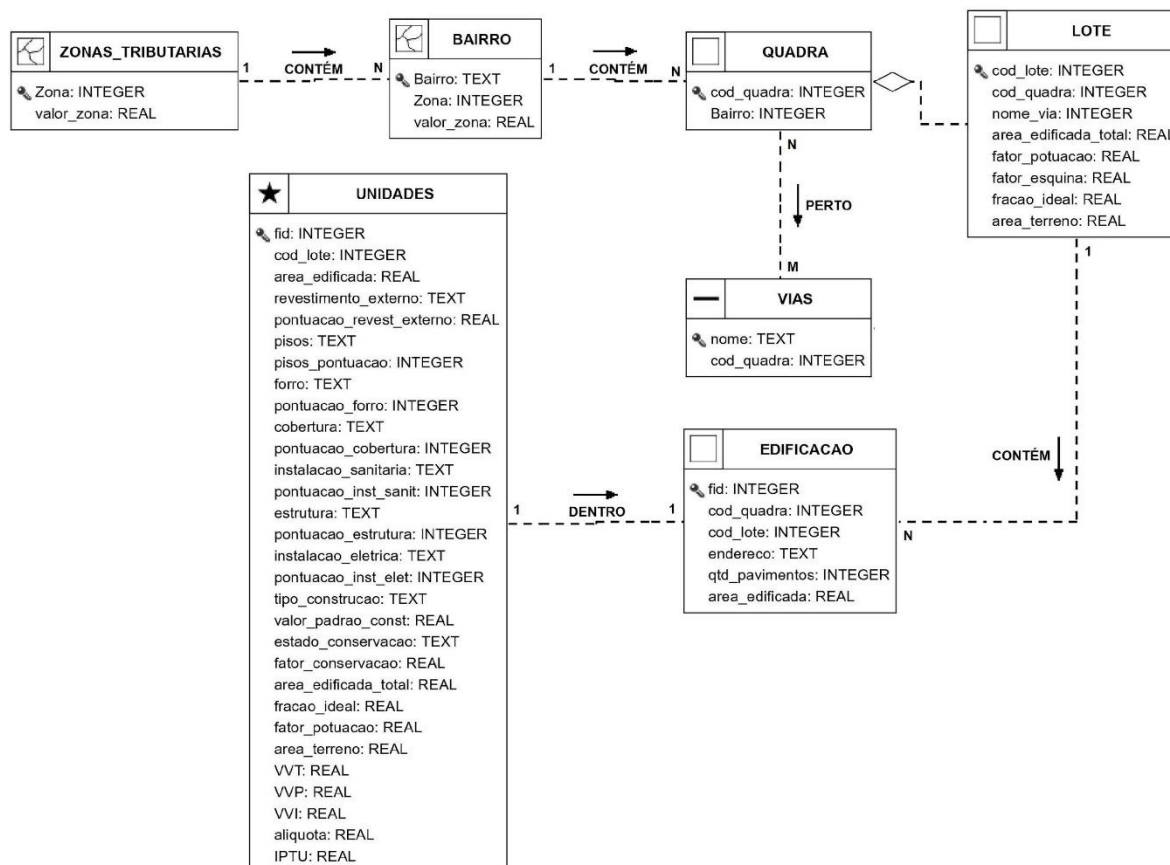 ZONAS_TRIBUTARIAS
Zona: INTEGER
valor_zona: REAL
1
CONTÉM
N
BAIRRO
Bairro: TEXT
Zona: INTEGER
valor_zona: REAL
1
CONTÉM
N
QUADRA
cod_quadra: INTEGER
Bairro: INTEGER
N
PERTO
M
LOTE
cod_lote: INTEGER
cod_quadra: INTEGER
nome_via: INTEGER
area_edificada_total: REAL
fator_potuacao: REAL
fator_esquina: REAL
fracao_ideal: REAL
area_terreno: REAL
1
CONTÉM
N
VIAS
nome: TEXT
cod_quadra: INTEGER
UNIDADES
fid: INTEGER
cod_lote: INTEGER
area_edificada: REAL
revestimento_externo: TEXT
pontuacao_revest_externo: REAL
pisos: TEXT
pisos_pontuacao: INTEGER
forro: TEXT
pontuacao_forro: INTEGER
cobertura: TEXT
pontuacao_cobertura: INTEGER
instalacao_sanitaria: TEXT
pontuacao_inst_sanit: INTEGER
estrutura: TEXT
pontuacao_estrutura: INTEGER
instalacao_eletrica: TEXT
pontuacao_inst_elet: INTEGER
tipo_construcao: TEXT
valor_padrao_const: REAL
estado_conservacao: TEXT
fator_conservacao: REAL
area_edificada_total: REAL
fracao_ideal: REAL
fator_potuacao: REAL
area_terreno: REAL
VVT: REAL
VVP: REAL
VVI: REAL
aliquota: REAL
IPTU: REAL
1
DENTRO
1
EDIFICACAO
fid: INTEGER
cod_quadra: INTEGER
cod_lote: INTEGER
endereco: TEXT
qtd_pavimentos: INTEGER
area_edificada: REAL